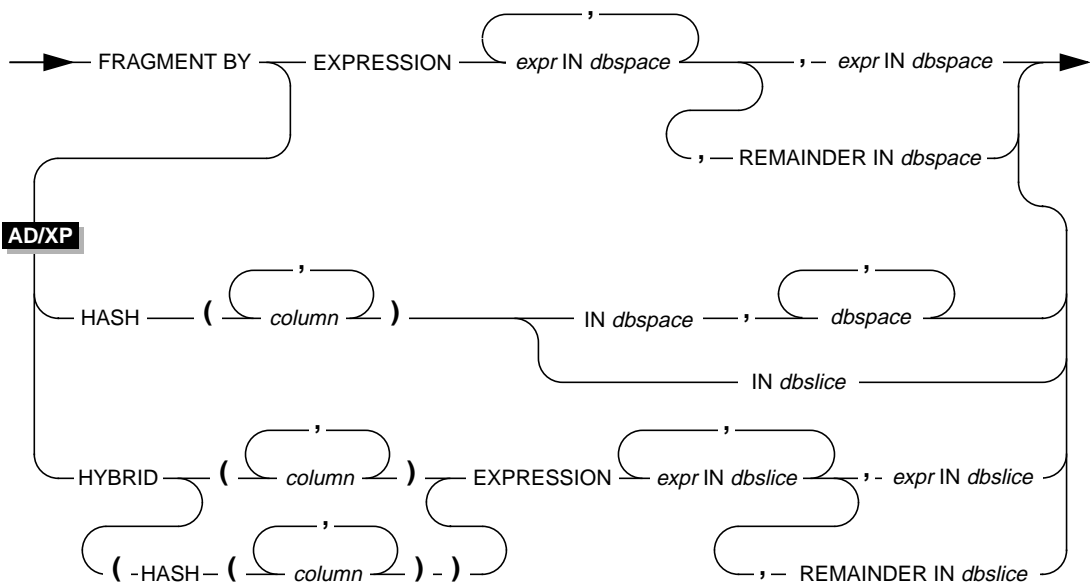 ,
FRAGMENT BY EXPRESSION expr IN dbspace , expr IN dbspace
, REMAINDER IN dbspace
AD/XP
, ,
HASH ( column ) IN dbspace , dbspace
IN dbslice
, ,
HYBRID ( column ) EXPRESSION expr IN dbslice , expr IN dbslice
,
( HASH ( column ) ) , REMAINDER IN dbslice